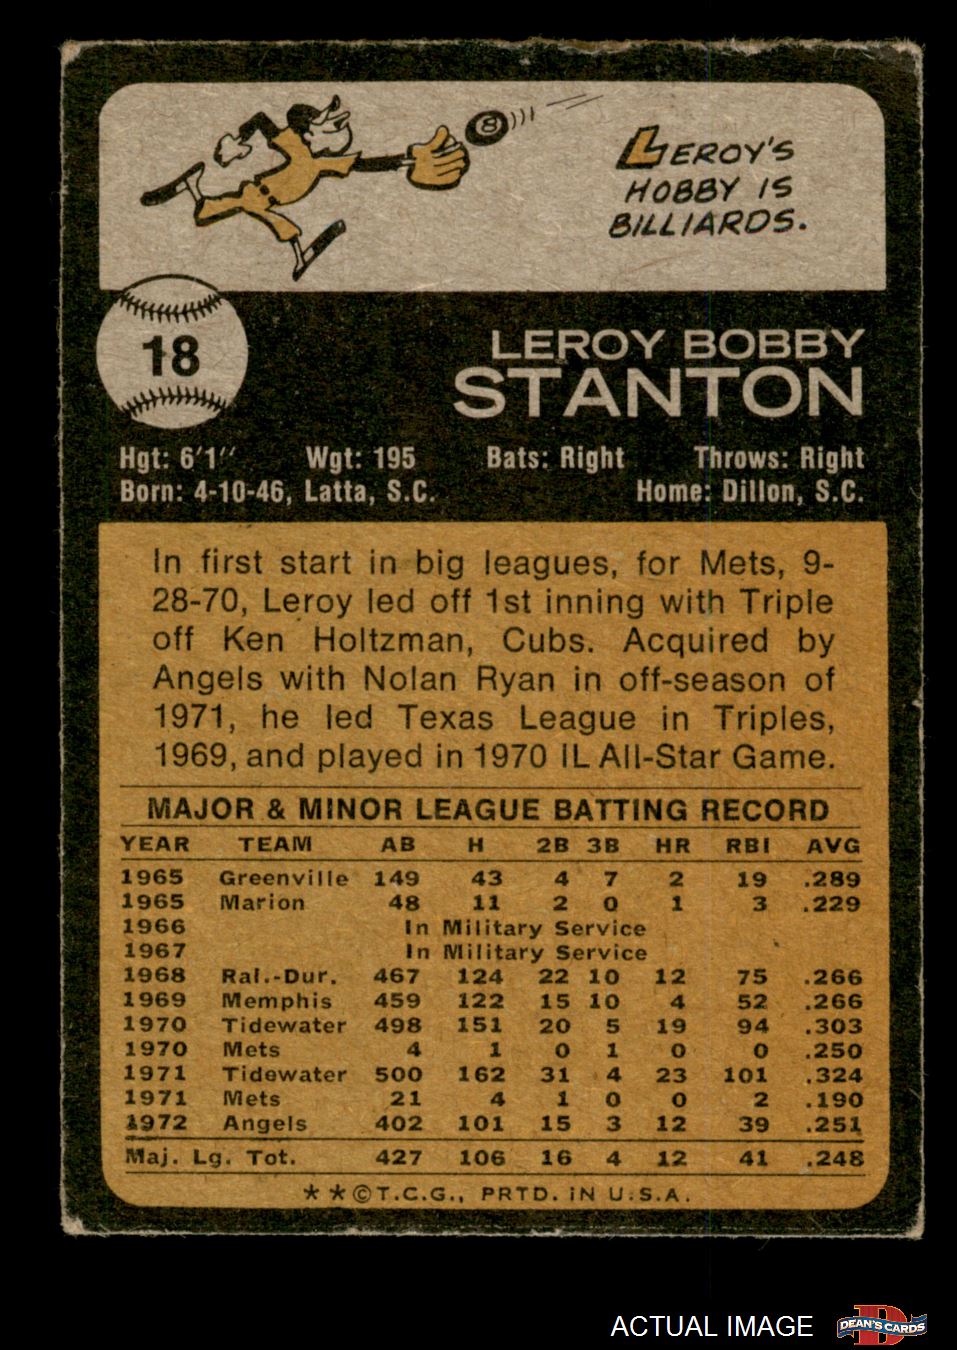 8
LEROY'S
HOBBY IS
BILLIARDS.
18
LEROY BOBBY
STANTON
Hgt: 6'1" Wgt: 195 Bats: Right Throws: Right
Born: 4-10-46, Latta, S.C. Home: Dillon, S.C.
In first start in big leagues, for Mets, 9-
28-70, Leroy led off 1st inning with Triple
off Ken Holtzman, Cubs. Acquired by
Angels with Nolan Ryan in off-season of
1971, he led Texas League in Triples,
1969, and played in 1970 IL All-Star Game.
MAJOR & MINOR LEAGUE BATTING RECORD
YEAR TEAM AB H 2B 3B HR RBI AVG
1965 Greenville 149 43 4 7 2 19 .289
1965 Marion 48 11 2 0 1 3 .229
1966 In Military Service
1967 In Military Service
1968 Ral.-Dur. 467 124 22 10 12 75 .266
1969 Memphis 459 122 15 10 4 52 .266
1970 Tidewater 498 151 20 5 19 94 .303
1970 Mets 4 1 0 1 0 0 .250
1971 Tidewater 500 162 31 4 23 101 .324
1971 Mets 21 4 1 0 0 2 .190
1972 Angels 402 101 15 3 12 39 .251
Maj. Lg. Tot. 427 106 16 4 12 41 .248
★★©T.C.G., PRTD. IN U.S.A.
ACTUAL IMAGE
D
DEAN'S CARDS